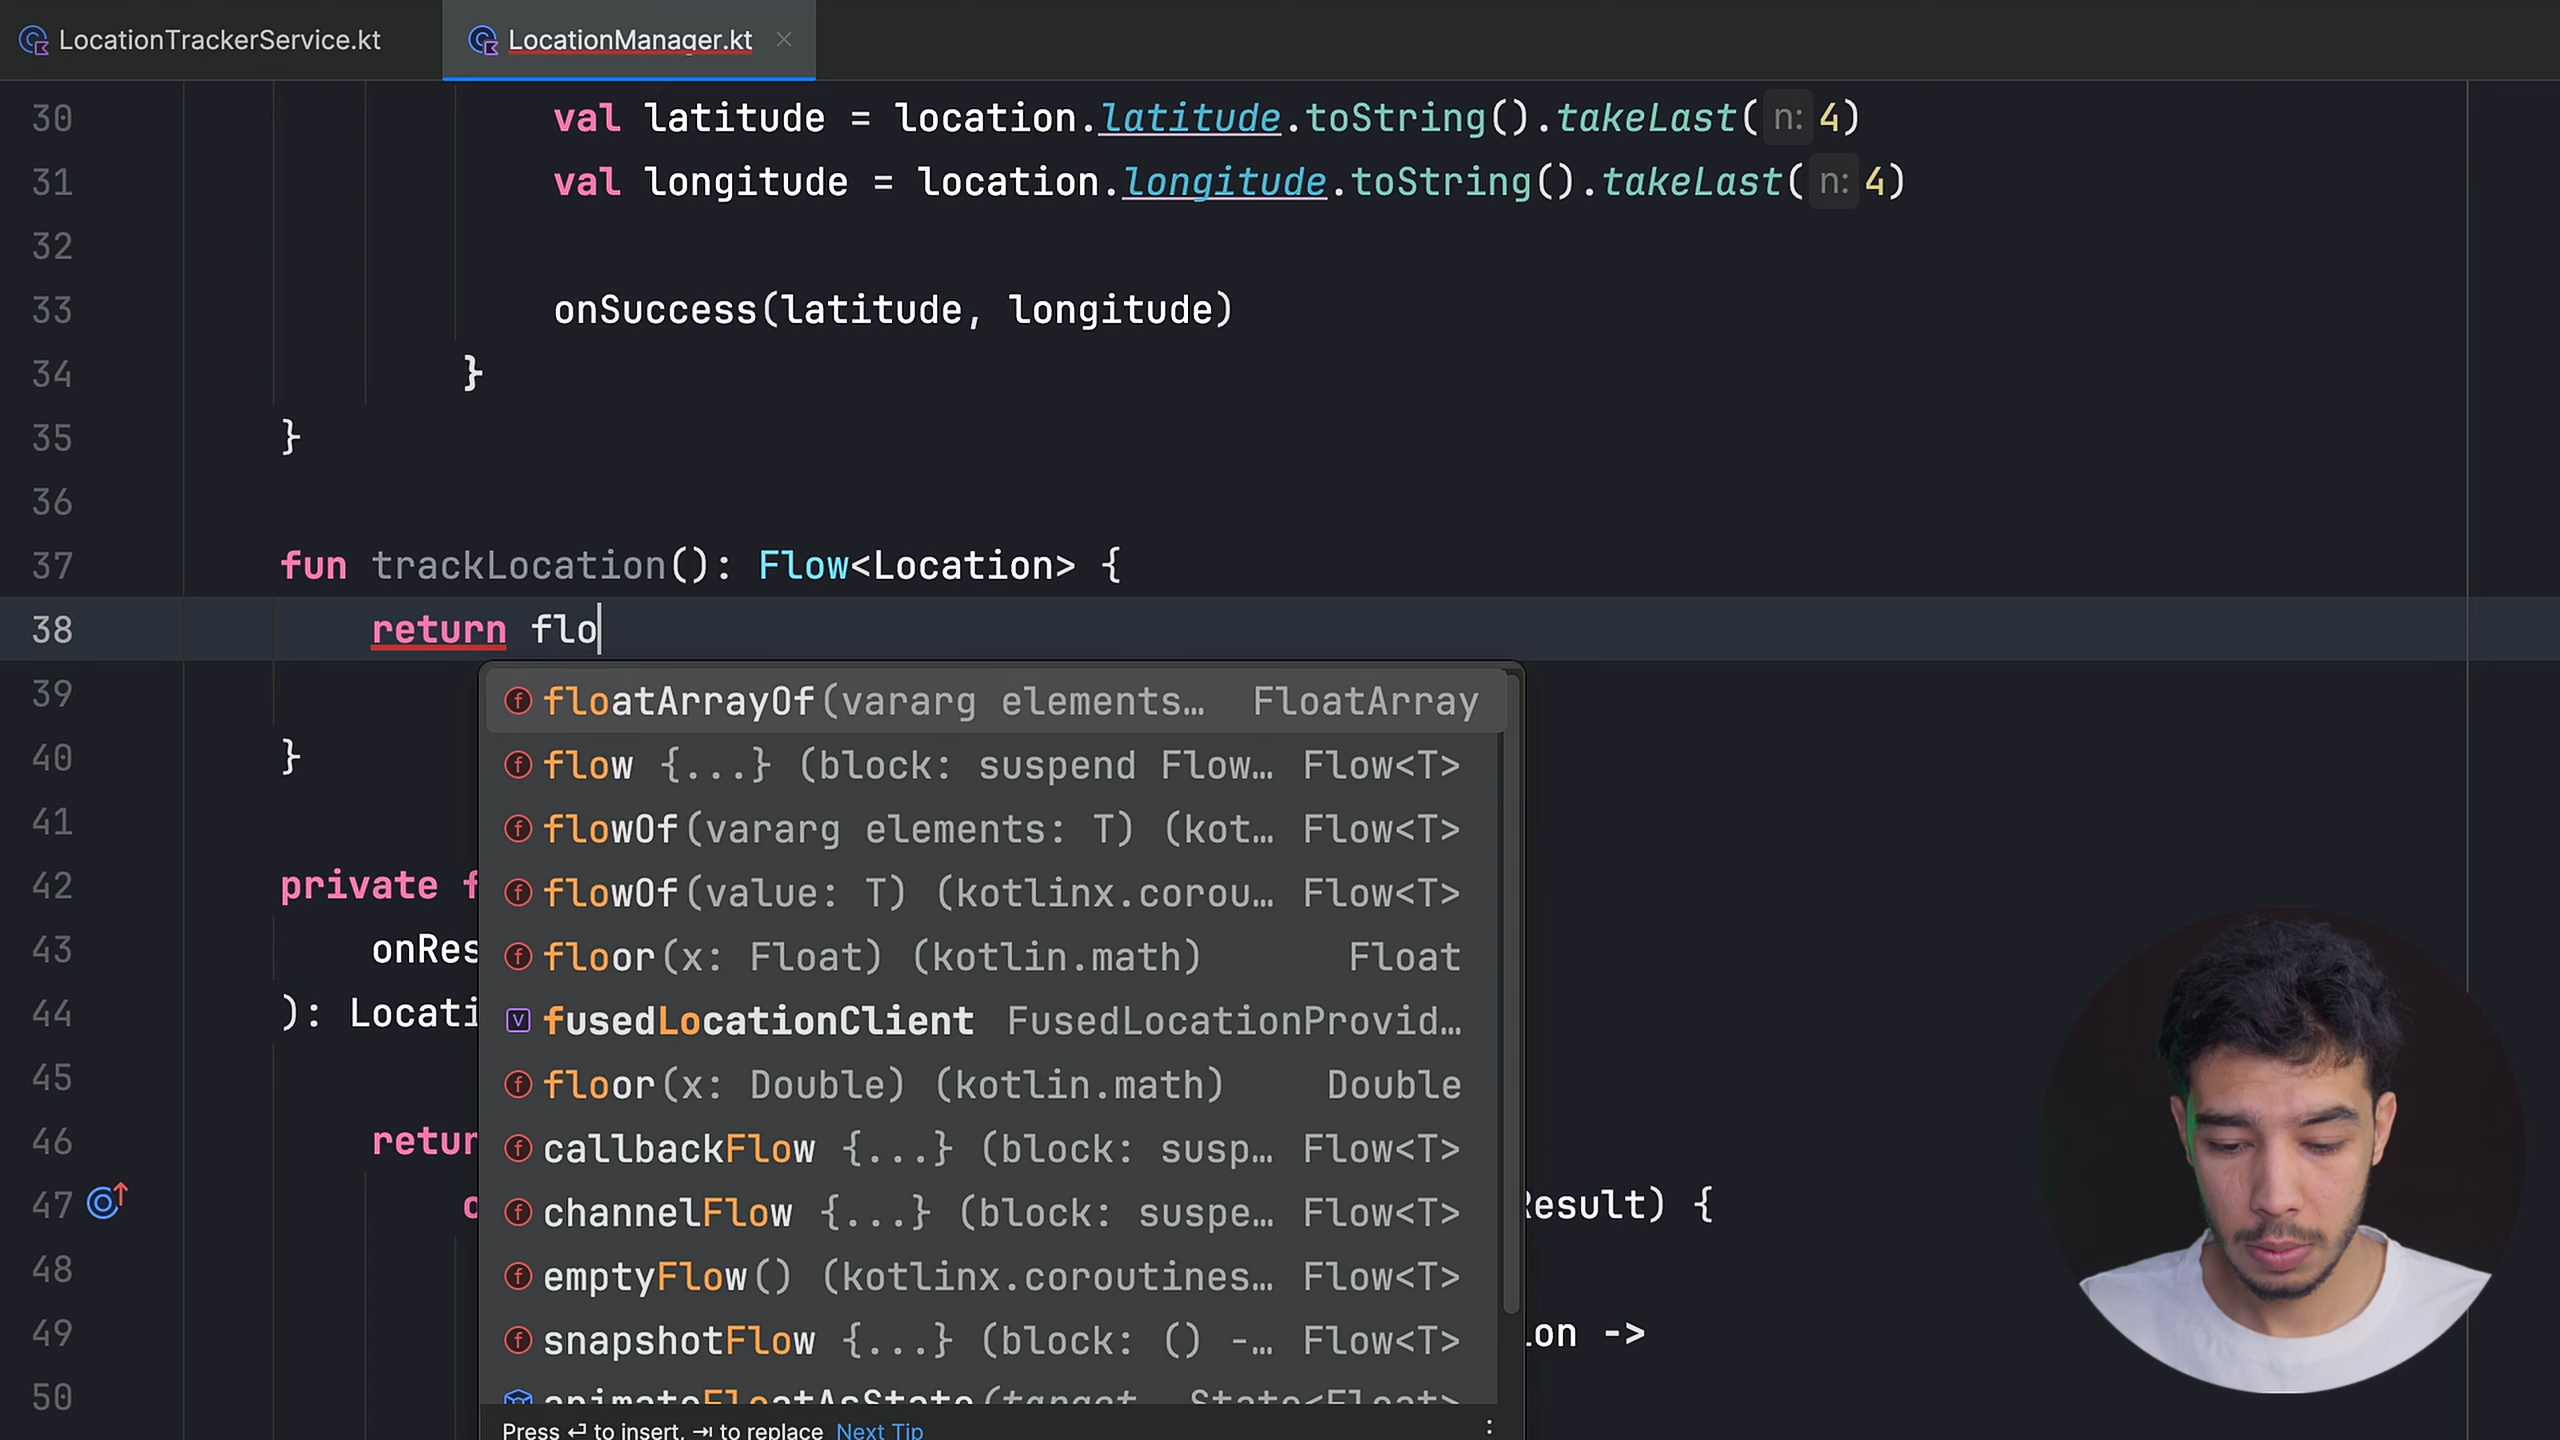 LocationTrackerService.kt
LocationManager.kt
30 val latitude = location.latitude.toString().takeLast( n: 4)
31 val longitude = location.longitude.toString().takeLast( n: 4)
32
33 onSuccess(latitude, longitude)
34 }
35 }
36
37 fun trackLocation(): Flow<Location> {
38 return flo
39
floatArrayOf(vararg elements… FloatArray
flow {...} (block: suspend Flow… Flow<T>
40 }
flowOf(vararg elements: T) (kot… Flow<T>
41
42 private f
flowOf(value: T) (kotlinx.corou… Flow<T>
43 onRes
floor(x: Float) (kotlin.math) Float
44 ): Locati
fusedLocationClient FusedLocationProvid…
45
floor(x: Double) (kotlin.math) Double
46 retur
callbackFlow {...} (block: susp… Flow<T>
47
channelFlow {...} (block: suspe… Flow<T>
Result) {
48
emptyFlow() (kotlinx.coroutines… Flow<T>
49
snapshotFlow {...} (block: () -… Flow<T>
on ->
50
animateFloatAsState(target State<Float>
Press ⏎ to insert, ⇥ to replace Next Tip